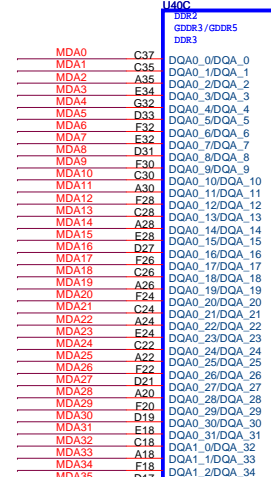 U40C
DDR2
GDDR3/GDDR5
DDR3
MDA0 C37 DQA0_0/DQA_0
MDA1 C35 DQA0_1/DQA_1
MDA2 A35 DQA0_2/DQA_2
MDA3 E34 DQA0_3/DQA_3
MDA4 G32 DQA0_4/DQA_4
MDA5 D33 DQA0_5/DQA_5
MDA6 F32 DQA0_6/DQA_6
MDA7 E32 DQA0_7/DQA_7
MDA8 D31 DQA0_8/DQA_8
MDA9 F30 DQA0_9/DQA_9
MDA10 C30 DQA0_10/DQA_10
MDA11 A30 DQA0_11/DQA_11
MDA12 F28 DQA0_12/DQA_12
MDA13 C28 DQA0_13/DQA_13
MDA14 A28 DQA0_14/DQA_14
MDA15 E28 DQA0_15/DQA_15
MDA16 D27 DQA0_16/DQA_16
MDA17 F26 DQA0_17/DQA_17
MDA18 C26 DQA0_18/DQA_18
MDA19 A26 DQA0_19/DQA_19
MDA20 F24 DQA0_20/DQA_20
MDA21 C24 DQA0_21/DQA_21
MDA22 A24 DQA0_22/DQA_22
MDA23 E24 DQA0_23/DQA_23
MDA24 C22 DQA0_24/DQA_24
MDA25 A22 DQA0_25/DQA_25
MDA26 F22 DQA0_26/DQA_26
MDA27 D21 DQA0_27/DQA_27
MDA28 A20 DQA0_28/DQA_28
MDA29 F20 DQA0_29/DQA_29
MDA30 D19 DQA0_30/DQA_30
MDA31 E18 DQA0_31/DQA_31
MDA32 C18 DQA1_0/DQA_32
MDA33 A18 DQA1_1/DQA_33
MDA34 F18 DQA1_2/DQA_34
MDA35 D17